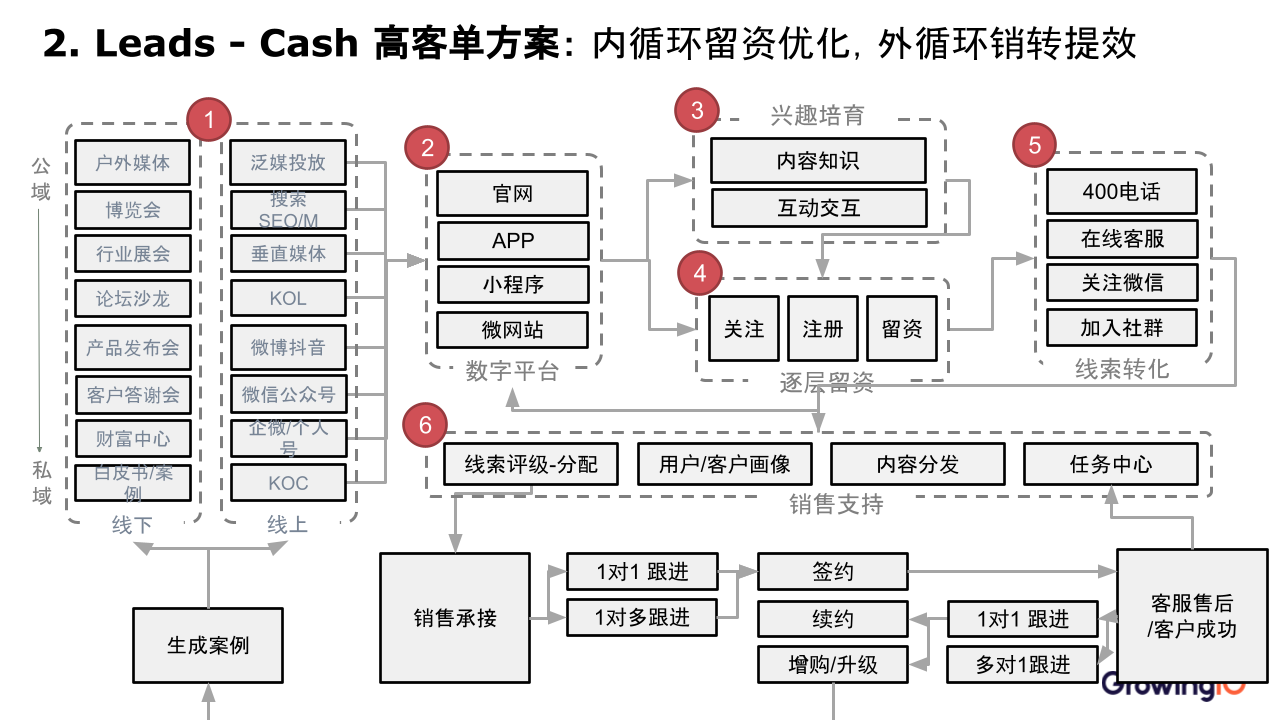 2. Leads - Cash 高客单方案：内循环留资优化，外循环销转提效
公
域
私
域
1
户外媒体
博览会
行业展会
论坛沙龙
产品发布会
客户答谢会
财富中心
白皮书/案
例
线下
泛媒投放
搜索
SEO/M
垂直媒体
KOL
微博抖音
微信公众号
企微/个人
号
KOC
线上
2
官网
APP
小程序
微网站
数字平台
3
兴趣培育
内容知识
互动交互
4
关注
注册
留资
逐层留资
5
400电话
在线客服
关注微信
加入社群
线索转化
6
线索评级-分配
用户/客户画像
内容分发
任务中心
销售支持
生成案例
销售承接
1对1 跟进
1对多跟进
签约
续约
增购/升级
1对1 跟进
多对1跟进
客服售后
/客户成功
GrowingIO